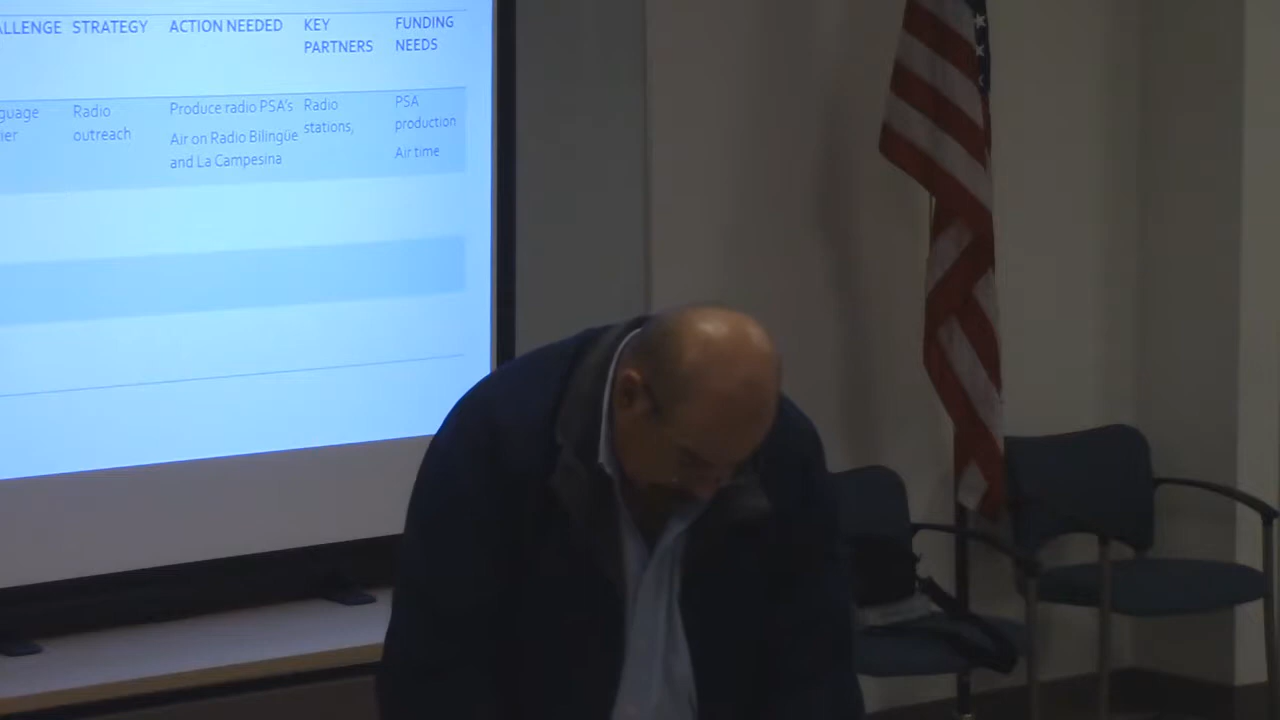 ALLENGE STRATEGY ACTION NEEDED KEY PARTNERS FUNDING NEEDS
guage
ier
Radio
outreach
Produce radio PSA's
Air on Radio Bilingüe
and La Campesina
Radio
stations,
PSA
production
Air time